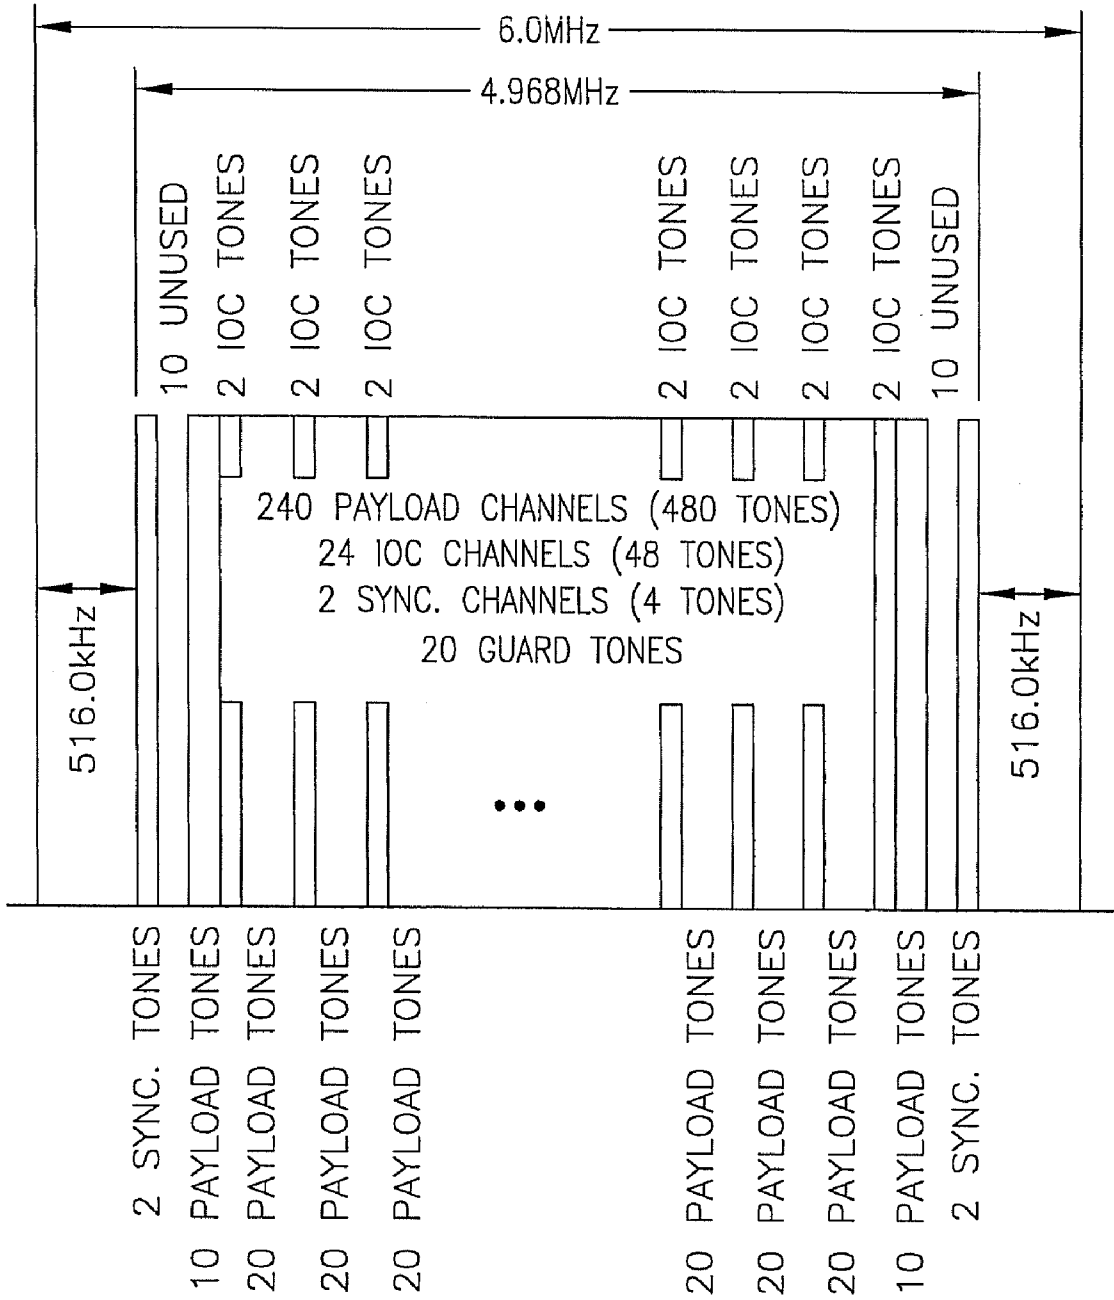 6.0MHz
4.968MHz
10 UNUSED
2 IOC TONES
2 IOC TONES
2 IOC TONES
2 IOC TONES
2 IOC TONES
2 IOC TONES
2 IOC TONES
10 UNUSED
240 PAYLOAD CHANNELS (480 TONES)
24 IOC CHANNELS (48 TONES)
2 SYNC. CHANNELS (4 TONES)
20 GUARD TONES
516.0kHz
516.0kHz
2 SYNC. TONES
10 PAYLOAD TONES
20 PAYLOAD TONES
20 PAYLOAD TONES
20 PAYLOAD TONES
20 PAYLOAD TONES
20 PAYLOAD TONES
20 PAYLOAD TONES
10 PAYLOAD TONES
2 SYNC. TONES